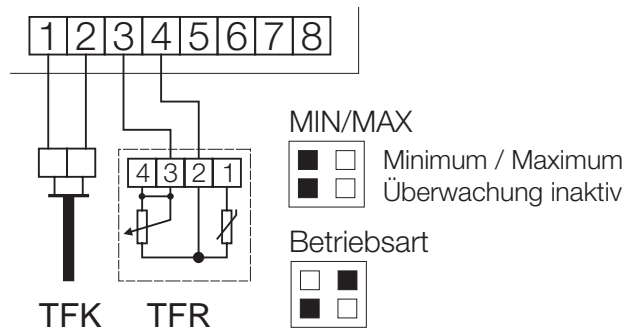 1 2 3 4 5 6 7 8
MIN/MAX
Minimum / Maximum
Überwachung inaktiv
4 3 2 1
Betriebsart
TFK TFR